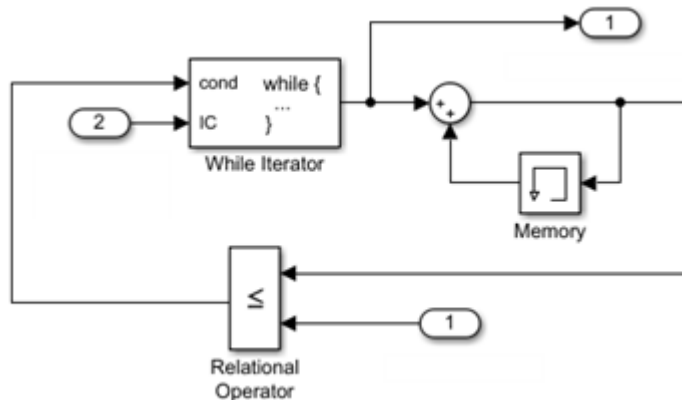 1
cond while {
...
IC }
2
While Iterator
+
+
Memory
≤
1
Relational
Operator